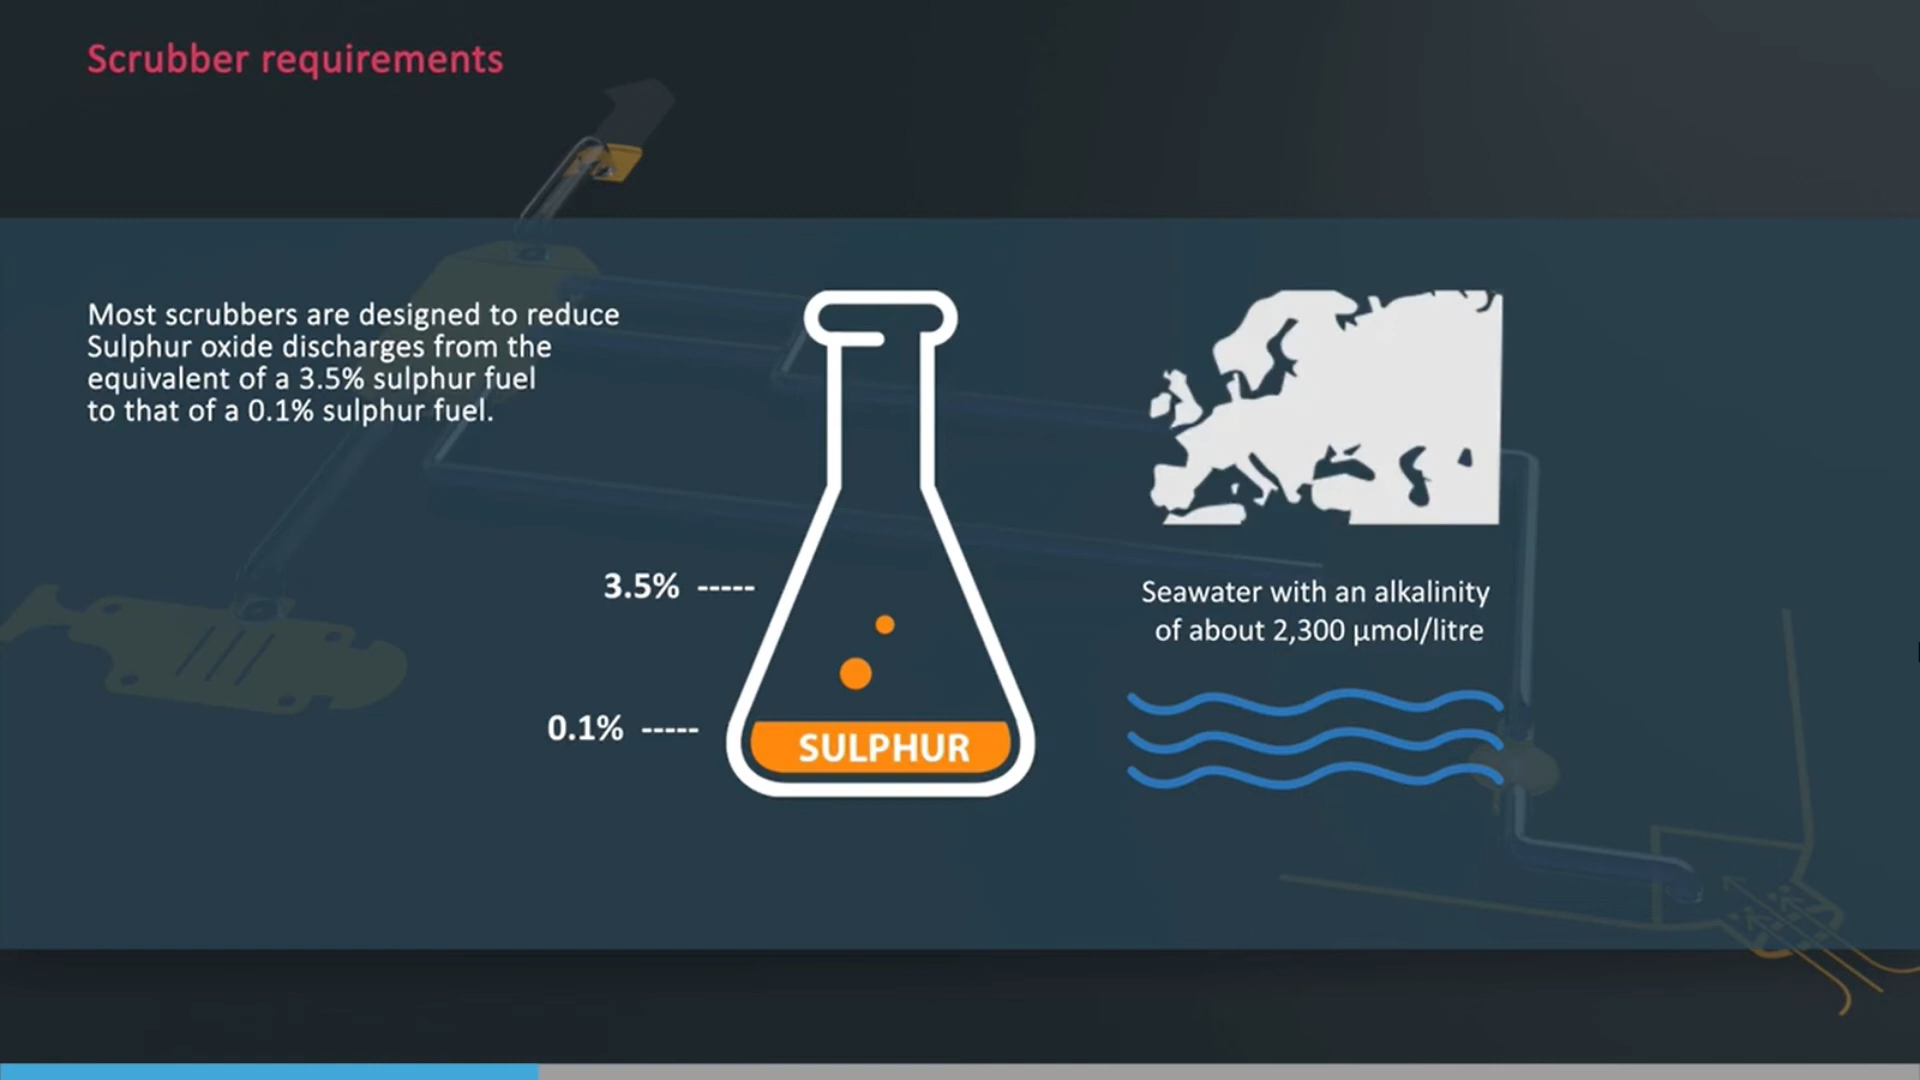 Scrubber requirements
Most scrubbers are designed to reduce
Sulphur oxide discharges from the
equivalent of a 3.5% sulphur fuel
to that of a 0.1% sulphur fuel.
3.5% -----
0.1% -----
SULPHUR
Seawater with an alkalinity
of about 2,300 µmol/litre